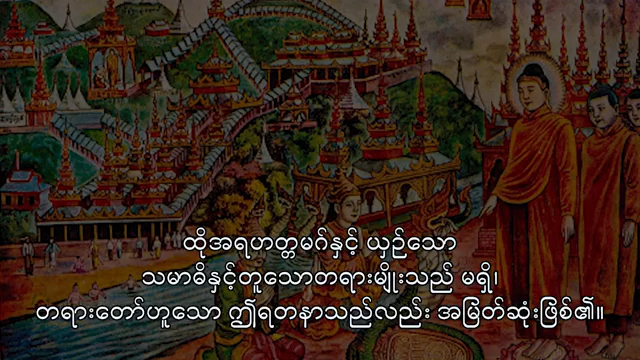 ထိုအရဟတ္တမဂ်နှင့် ယှဉ်သော
သမာဓိနှင့်တူသောတရားမျိုးသည် မရှိ၊
တရားတော်ဟူသော ဤရတနာသည်လည်း အမြတ်ဆုံးဖြစ်၏။